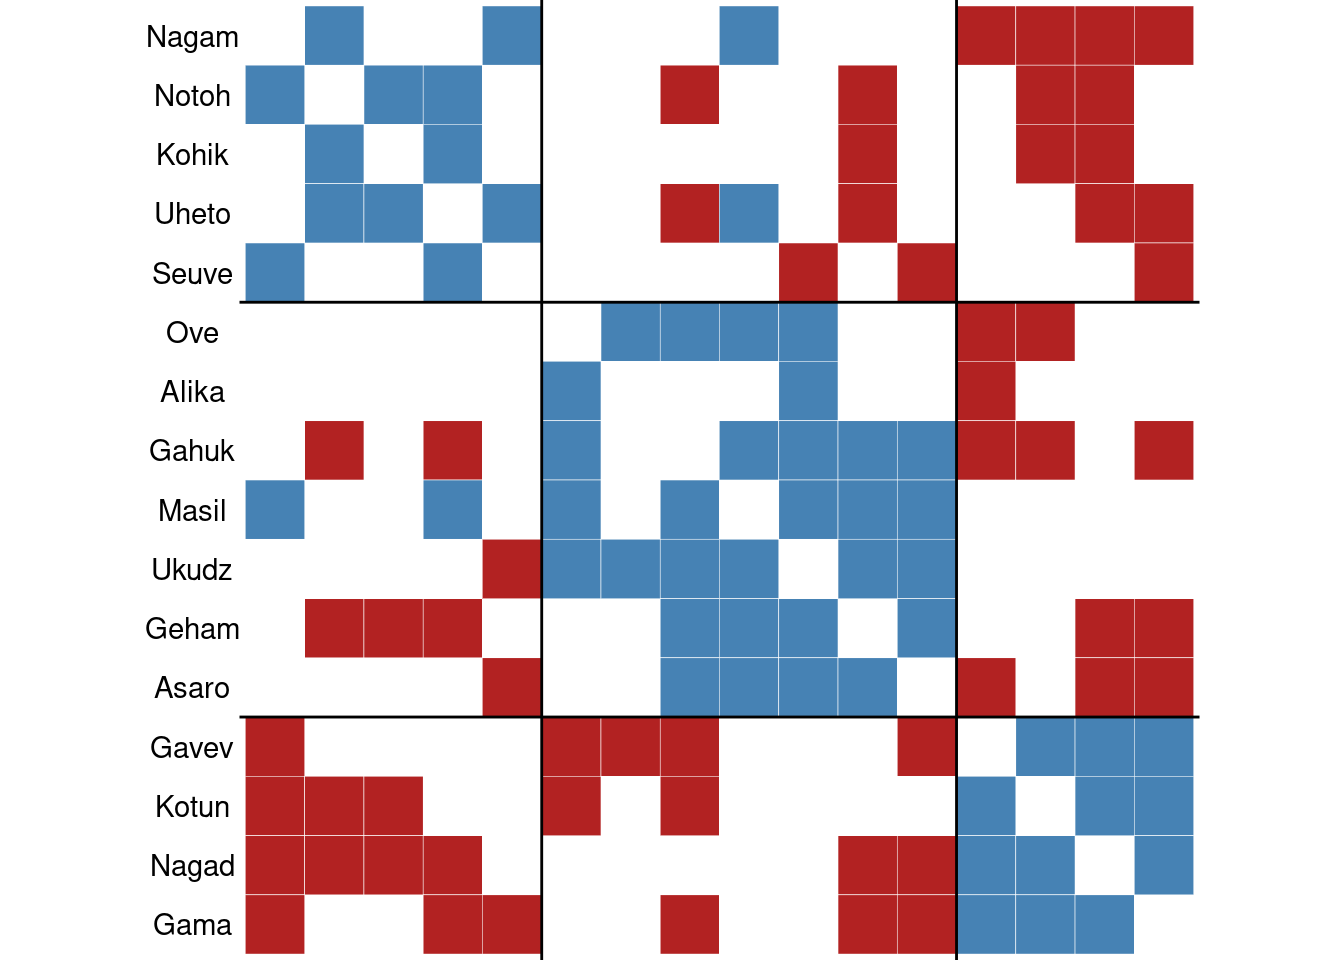 Nagam
Notoh
Kohik
Uheto
Seuve
Ove
Alika
Gahuk
Masil
Ukudz
Geham
Asaro
Gavev
Kotun
Nagad
Gama